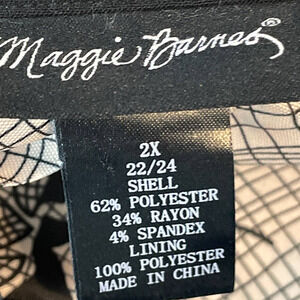 Maggie Barnes®
2X
22/24
SHELL
62% POLYESTER
34% RAYON
4% SPANDEX
LINING
100% POLYESTER
MADE IN CHINA